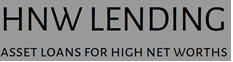 HNW LENDING
ASSET LOANS FOR HIGH NET WORTHS